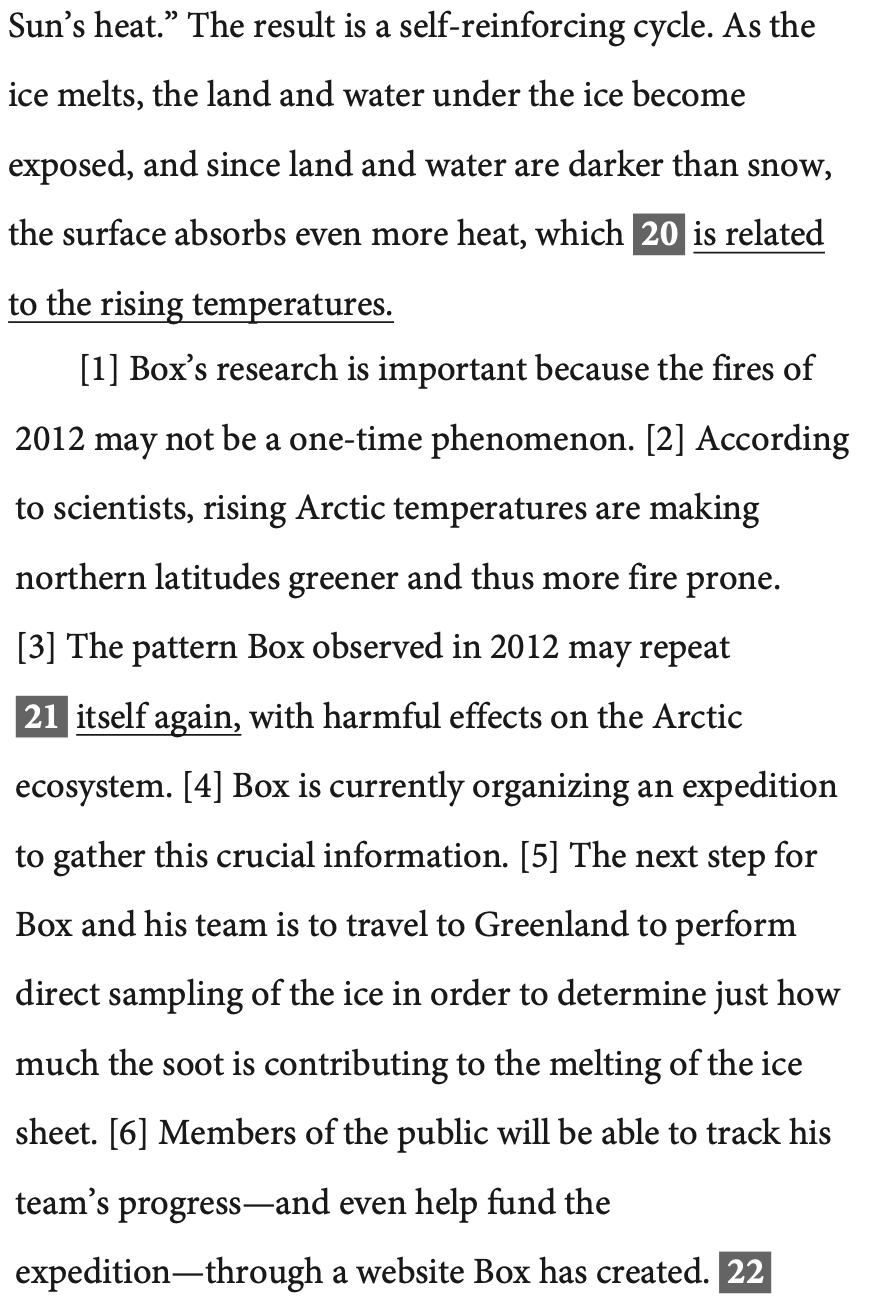 Sun’s heat.” The result is a self-reinforcing cycle. As the
ice melts, the land and water under the ice become
exposed, and since land and water are darker than snow,
the surface absorbs even more heat, which 20 is related
to the rising temperatures.
[1] Box’s research is important because the fires of
2012 may not be a one-time phenomenon. [2] According
to scientists, rising Arctic temperatures are making
northern latitudes greener and thus more fire prone.
[3] The pattern Box observed in 2012 may repeat
21 itself again, with harmful effects on the Arctic
ecosystem. [4] Box is currently organizing an expedition
to gather this crucial information. [5] The next step for
Box and his team is to travel to Greenland to perform
direct sampling of the ice in order to determine just how
much the soot is contributing to the melting of the ice
sheet. [6] Members of the public will be able to track his
team’s progress—and even help fund the
expedition—through a website Box has created. 22